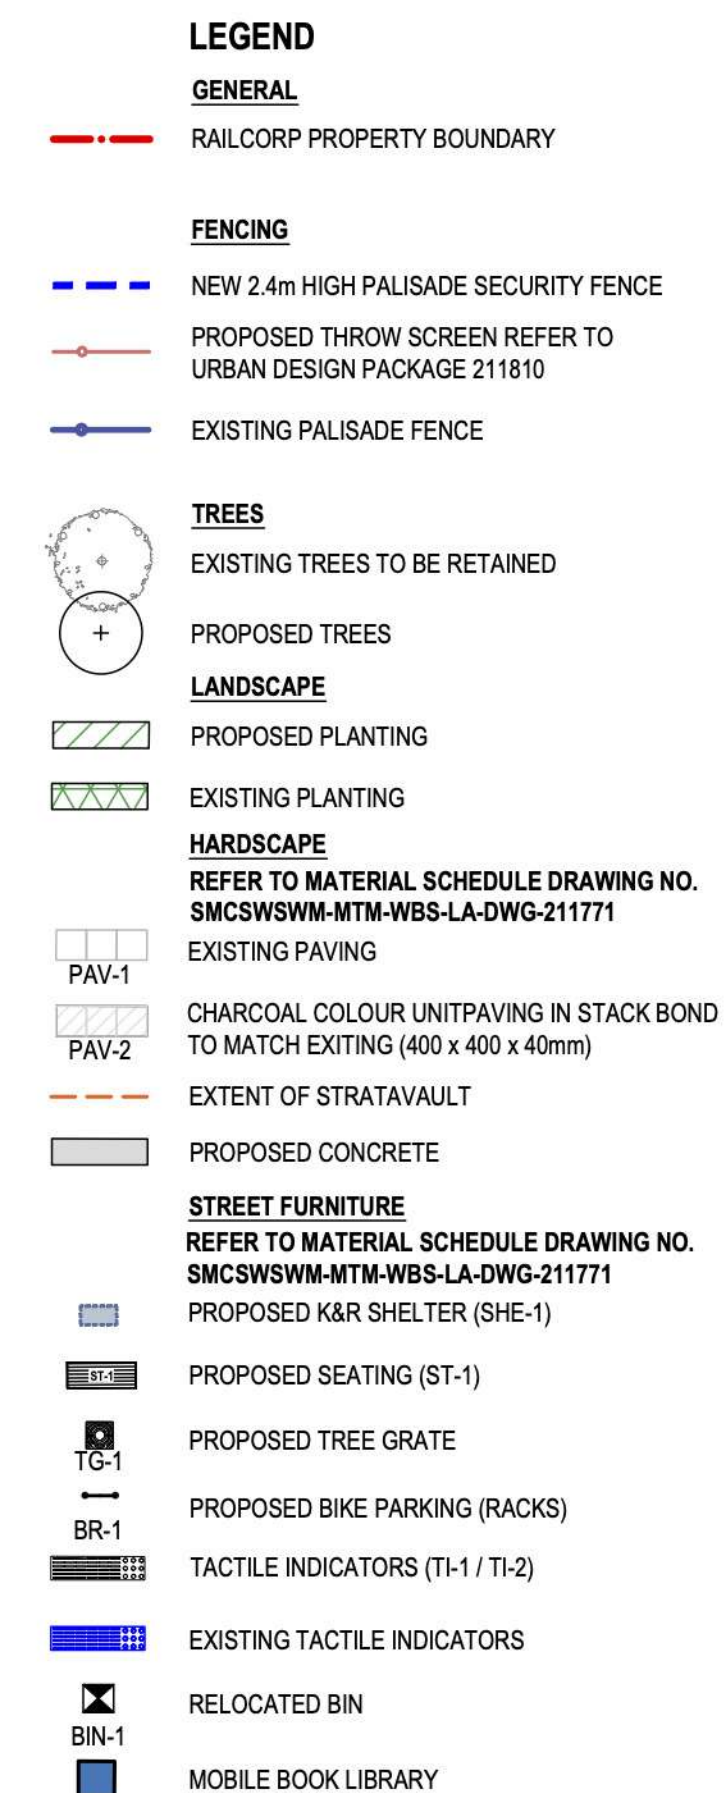 LEGEND
GENERAL
RAILCORP PROPERTY BOUNDARY
FENCING
NEW 2.4m HIGH PALISADE SECURITY FENCE
PROPOSED THROW SCREEN REFER TO
URBAN DESIGN PACKAGE 211810
EXISTING PALISADE FENCE
TREES
EXISTING TREES TO BE RETAINED
PROPOSED TREES
LANDSCAPE
PROPOSED PLANTING
EXISTING PLANTING
HARDSCAPE
REFER TO MATERIAL SCHEDULE DRAWING NO.
SMCSWSWM-MTM-WBS-LA-DWG-211771
EXISTING PAVING
PAV-1
CHARCOAL COLOUR UNITPAVING IN STACK BOND
TO MATCH EXITING (400 x 400 x 40mm)
PAV-2
EXTENT OF STRATAVAULT
PROPOSED CONCRETE
STREET FURNITURE
REFER TO MATERIAL SCHEDULE DRAWING NO.
SMCSWSWM-MTM-WBS-LA-DWG-211771
PROPOSED K&R SHELTER (SHE-1)
ST-1 PROPOSED SEATING (ST-1)
PROPOSED TREE GRATE
TG-1
PROPOSED BIKE PARKING (RACKS)
BR-1
TACTILE INDICATORS (TI-1 / TI-2)
EXISTING TACTILE INDICATORS
RELOCATED BIN
BIN-1
MOBILE BOOK LIBRARY